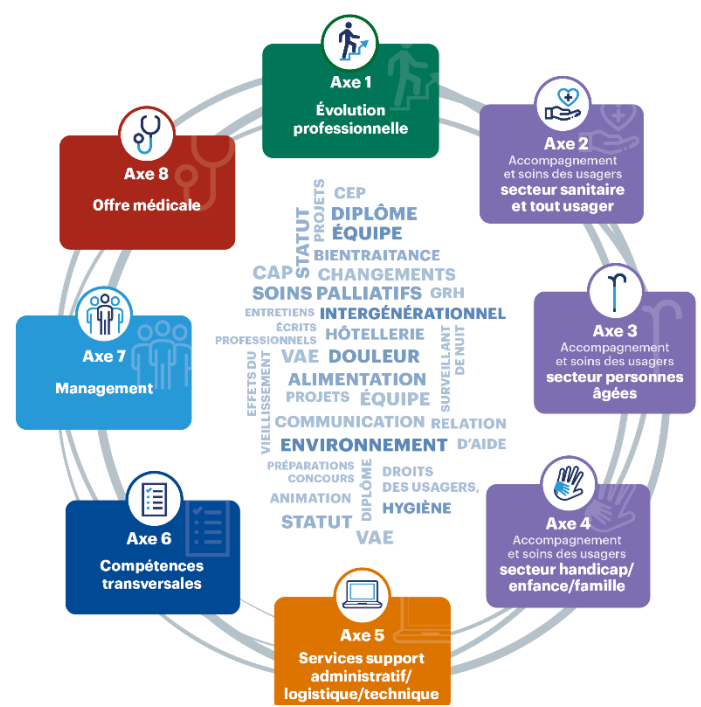 Axe 1
Évolution
professionnelle
Axe 2
Accompagnement
et soins des usagers
secteur sanitaire
et tout usager
Axe 3
Accompagnement
et soins des usagers
secteur personnes
âgées
Axe 4
Accompagnement
et soins des usagers
secteur handicap/
enfance/famille
Axe 5
Services support
administratif/
logistique/technique
Axe 6
Compétences
transversales
Axe 7
Management
Axe 8
Offre médicale
STATUT
PROJETS
CEP
DIPLÔME
ÉQUIPE
BIENTRAITANCE
CAP CHANGEMENTS
SOINS PALLIATIFS GRH
ENTRETIENS INTERGÉNÉRATIONNEL
ÉCRITS
PROFESSIONNELS
HÔTELLERIE
SURVEILLANT
DE NUIT
EFFETS DU
VIEILLISSEMENT
VAE DOULEUR
ALIMENTATION
PROJETS ÉQUIPE
COMMUNICATION RELATION
ENVIRONNEMENT D'AIDE
PRÉPARATIONS
CONCOURS
DIPLÔME
DROITS
DES USAGERS,
ANIMATION
HYGIÈNE
STATUT
VAE